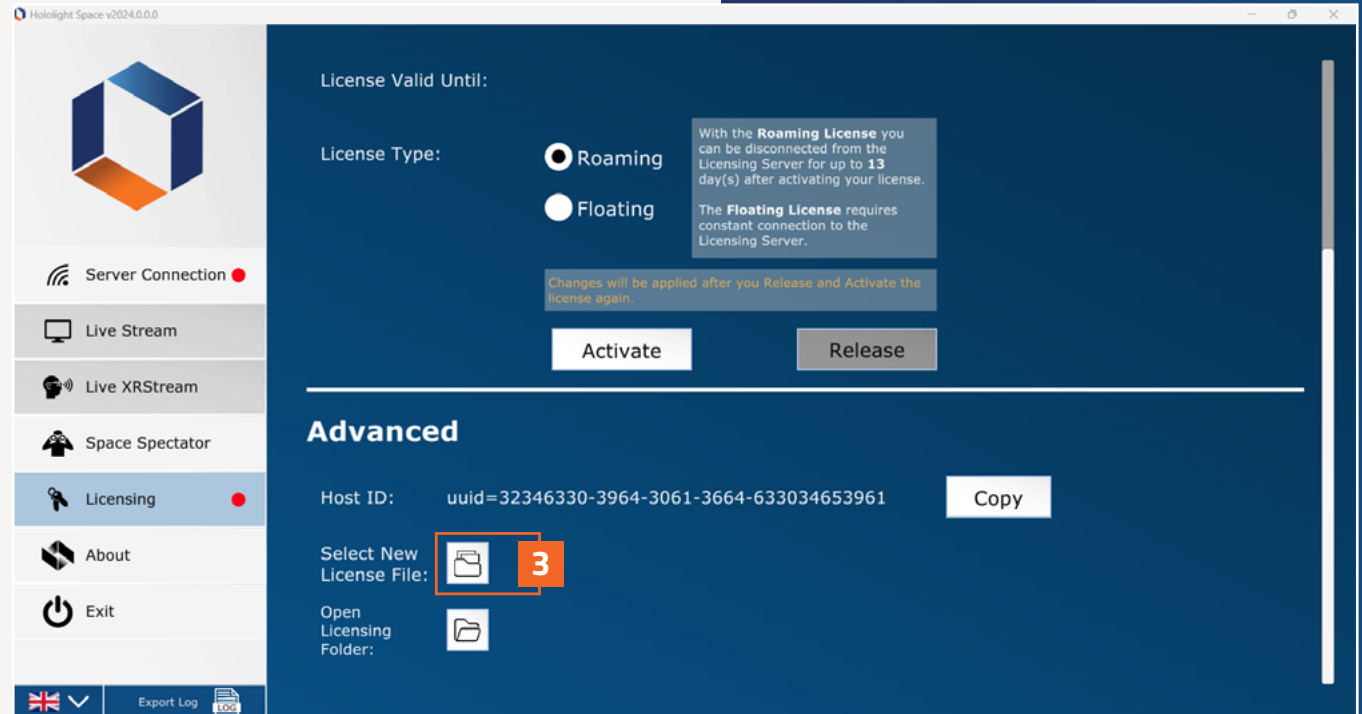 Hololight Space v2024.0.0.0
License Valid Until:
License Type:
Roaming
Floating
With the Roaming License you
can be disconnected from the
Licensing Server for up to 13
day(s) after activating your license.
The Floating License requires
constant connection to the
Licensing Server.
Changes will be applied after you Release and Activate the
license again.
Activate
Release
Server Connection
Live Stream
Live XRStream
Space Spectator
Licensing
About
Exit
Advanced
Host ID:
uuid=32346330-3964-3061-3664-633034653961
Copy
Select New
License File:
3
Open
Licensing
Folder:
Export Log
LOG